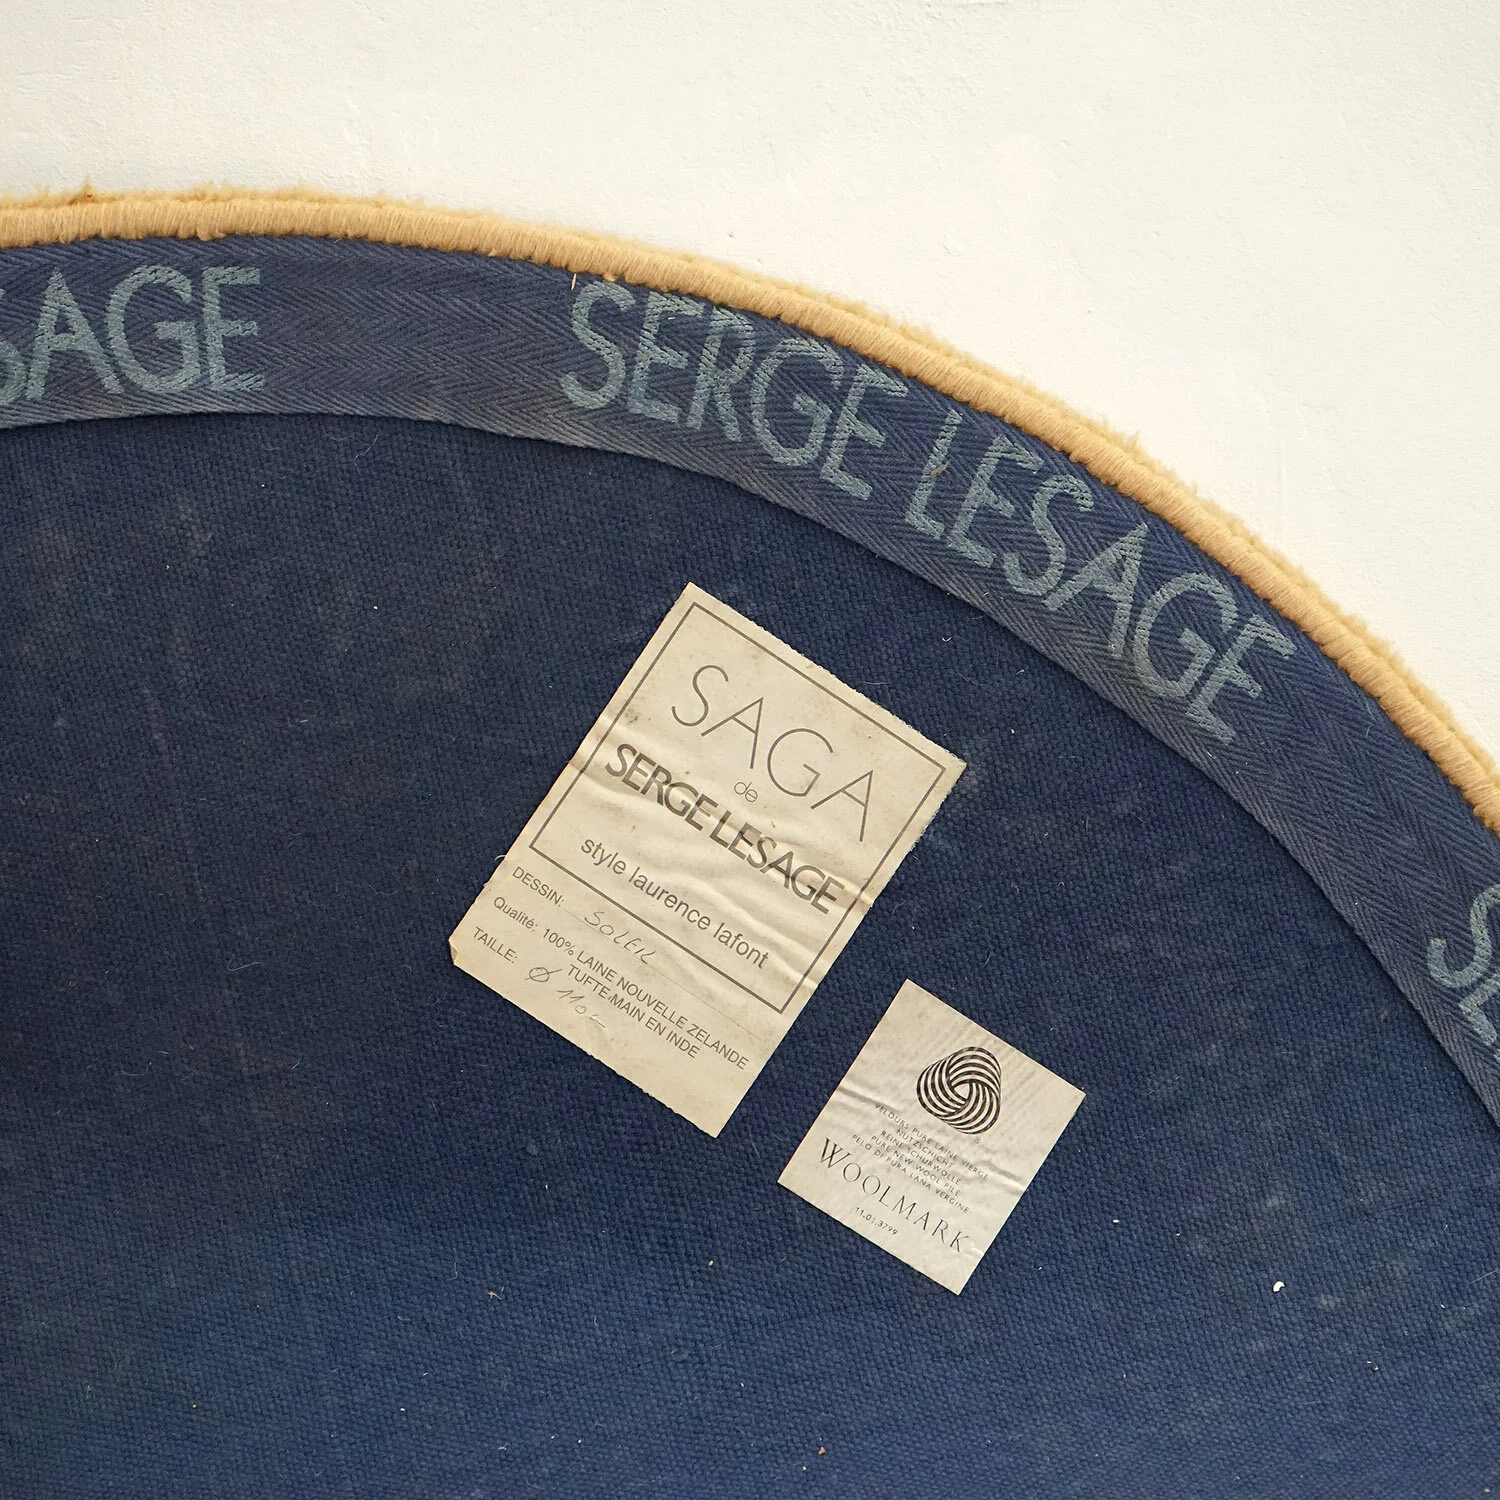 SAGE
SERGE LESAGE
SE
SAGA
de
SERGE LESAGE
style laurence lafont
DESSIN: SOLEIL
Qualité: 100% LAINE NOUVELLE ZELANDE
TUFTE MAIN EN INDE
TAILLE: Ø
VELOURS PURE LAINE VIERGE
NUTZSCHICHT
REINE SCHURWOLLE
PURE NEW WOOL PILE
PELO DI PURA LANA VERGINE
WOOLMARK